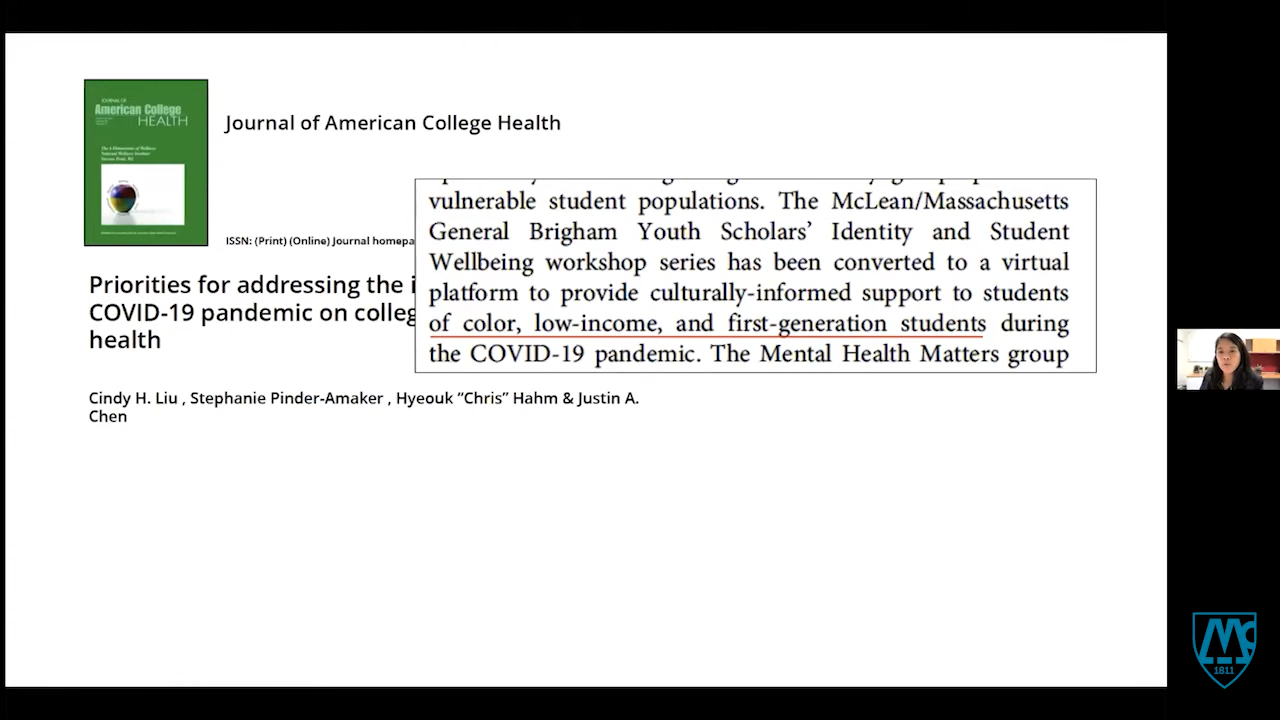 JOURNAL OF
American College
HEALTH
Journal of American College Health
vulnerable student populations. The McLean/Massachusetts
General Brigham Youth Scholars’ Identity and Student
Wellbeing workshop series has been converted to a virtual
platform to provide culturally-informed support to students
of color, low-income, and first-generation students during
the COVID-19 pandemic. The Mental Health Matters group
ISSN: (Print) (Online) Journal homepa
Priorities for addressing the i
COVID-19 pandemic on colleg
health
Cindy H. Liu , Stephanie Pinder-Amaker , Hyeouk ”Chris” Hahm & Justin A.
Chen
1811